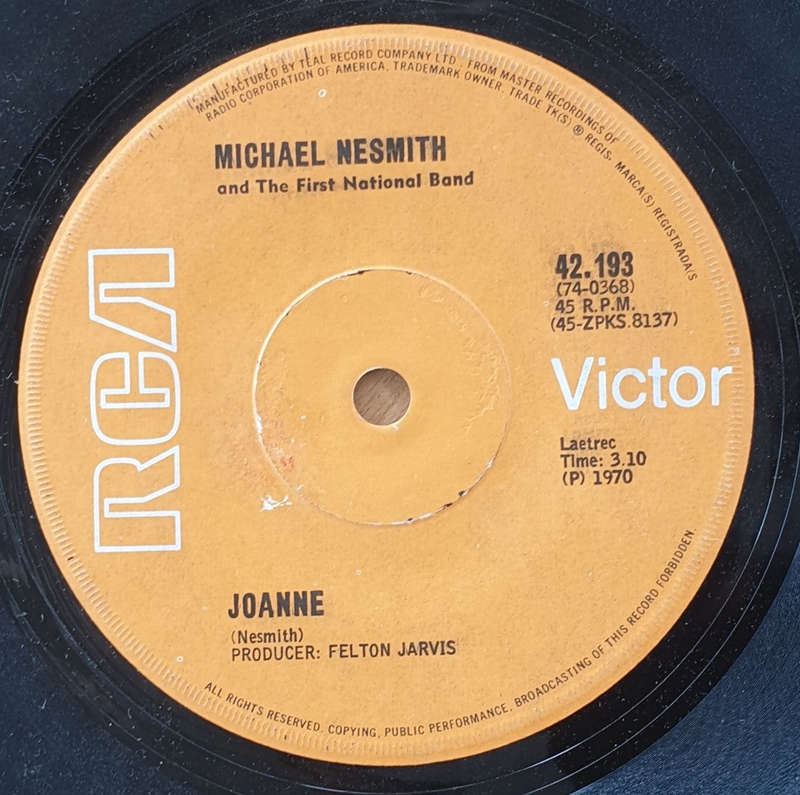 MANUFACTURED BY TEAL RECORD COMPANY LTD. FROM MASTER RECORDINGS OF
RADIO CORPORATION OF AMERICA, TRADEMARK OWNER. TRADE TK(S) ® REGIS. MARCA(S) REGISTRADA(S
MICHAEL NESMITH
and The First National Band
RCA
42.193
(74-0368)
45 R.P.M.
(45-ZPKS.8137)
Victor
Laetrec
Time: 3.10
(P) 1970
JOANNE
(Nesmith)
PRODUCER: FELTON JARVIS
ALL RIGHTS RESERVED. COPYING, PUBLIC PERFORMANCE, BROADCASTING OF THIS RECORD FORBIDDEN.